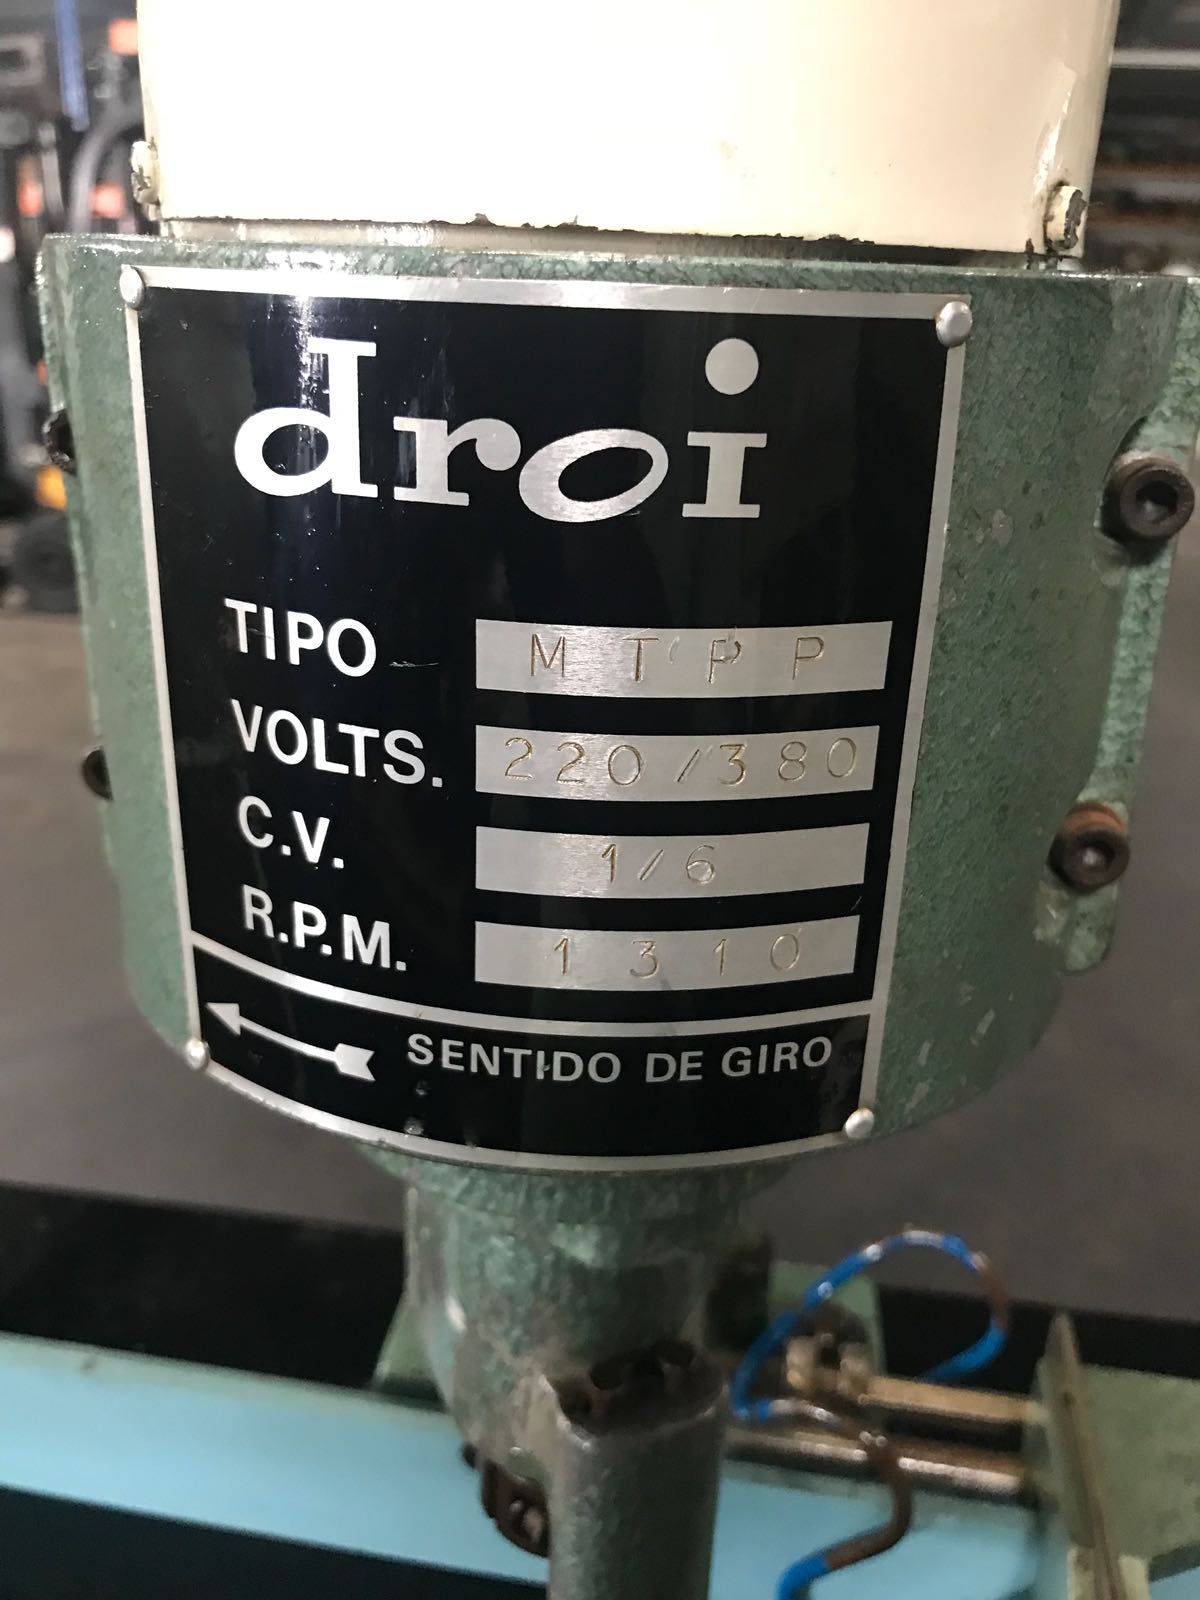 droi
TIPO MTPP
VOLTS. 220/380
C.V. 1/6
R.P.M. 1310
SENTIDO DE GIRO